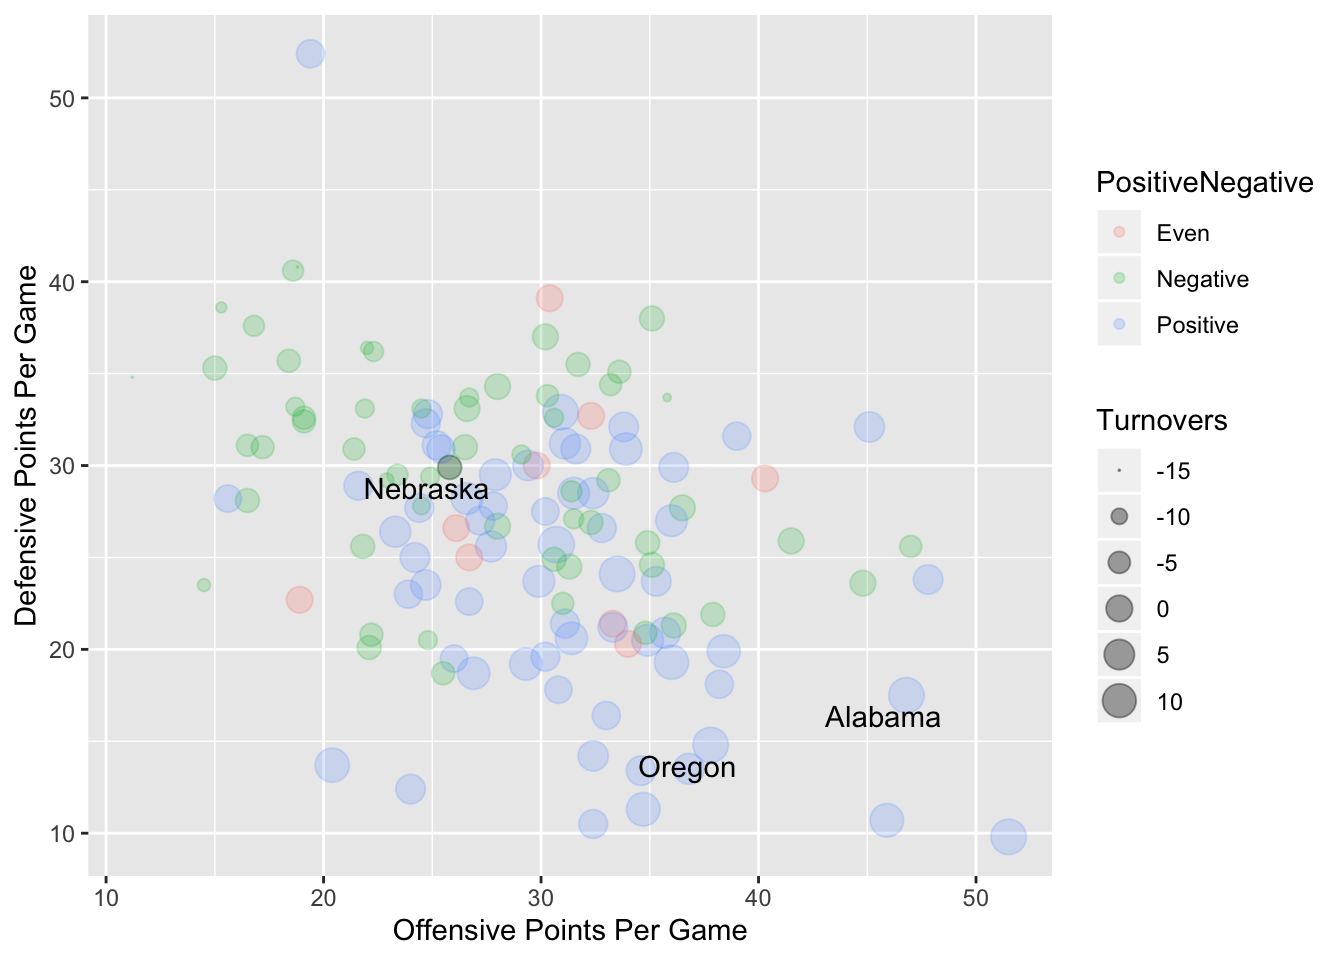 50
40
30
20
10
Defensive Points Per Game
Nebraska
Alabama
Oregon
10
20
30
40
50
Offensive Points Per Game
PositiveNegative
Even
Negative
Positive
Turnovers
-15
-10
-5
0
5
10